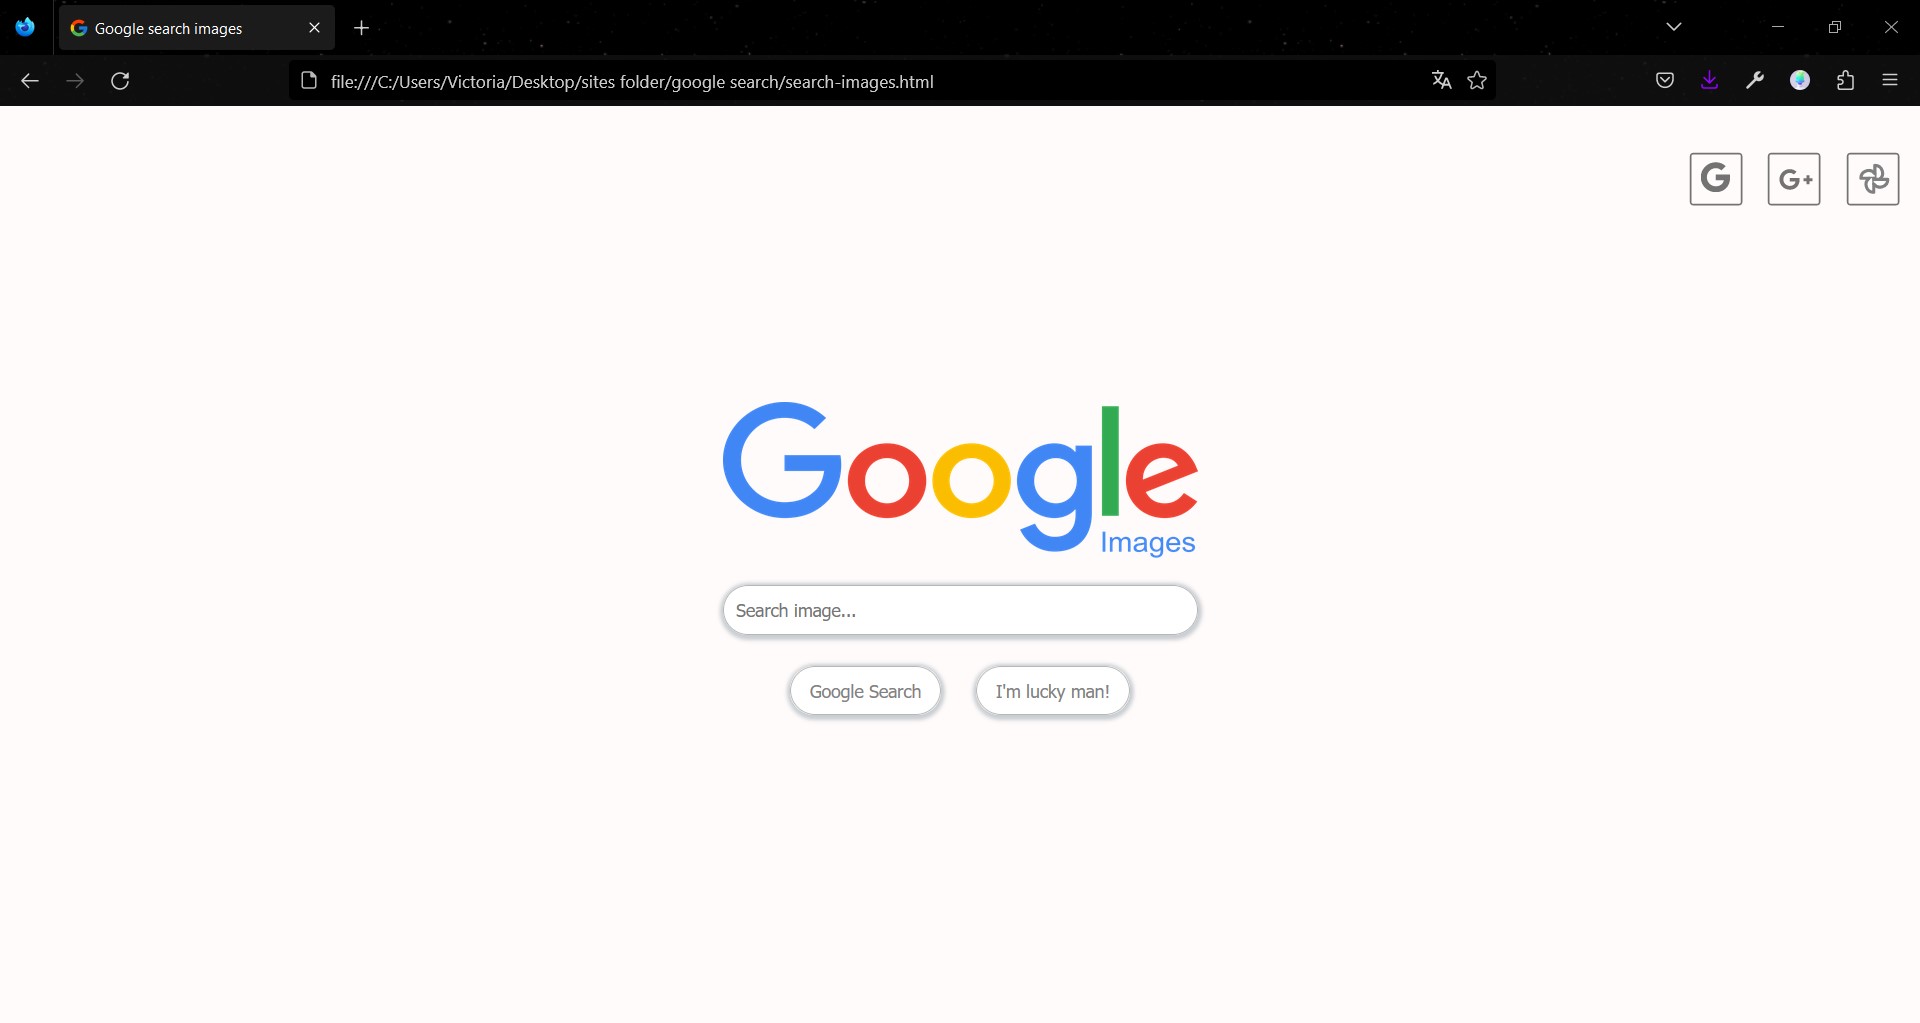 Google search images
file:///C:/Users/Victoria/Desktop/sites folder/google search/search-images.html
G G+
Google
Images
Search image...
Google Search I'm lucky man!